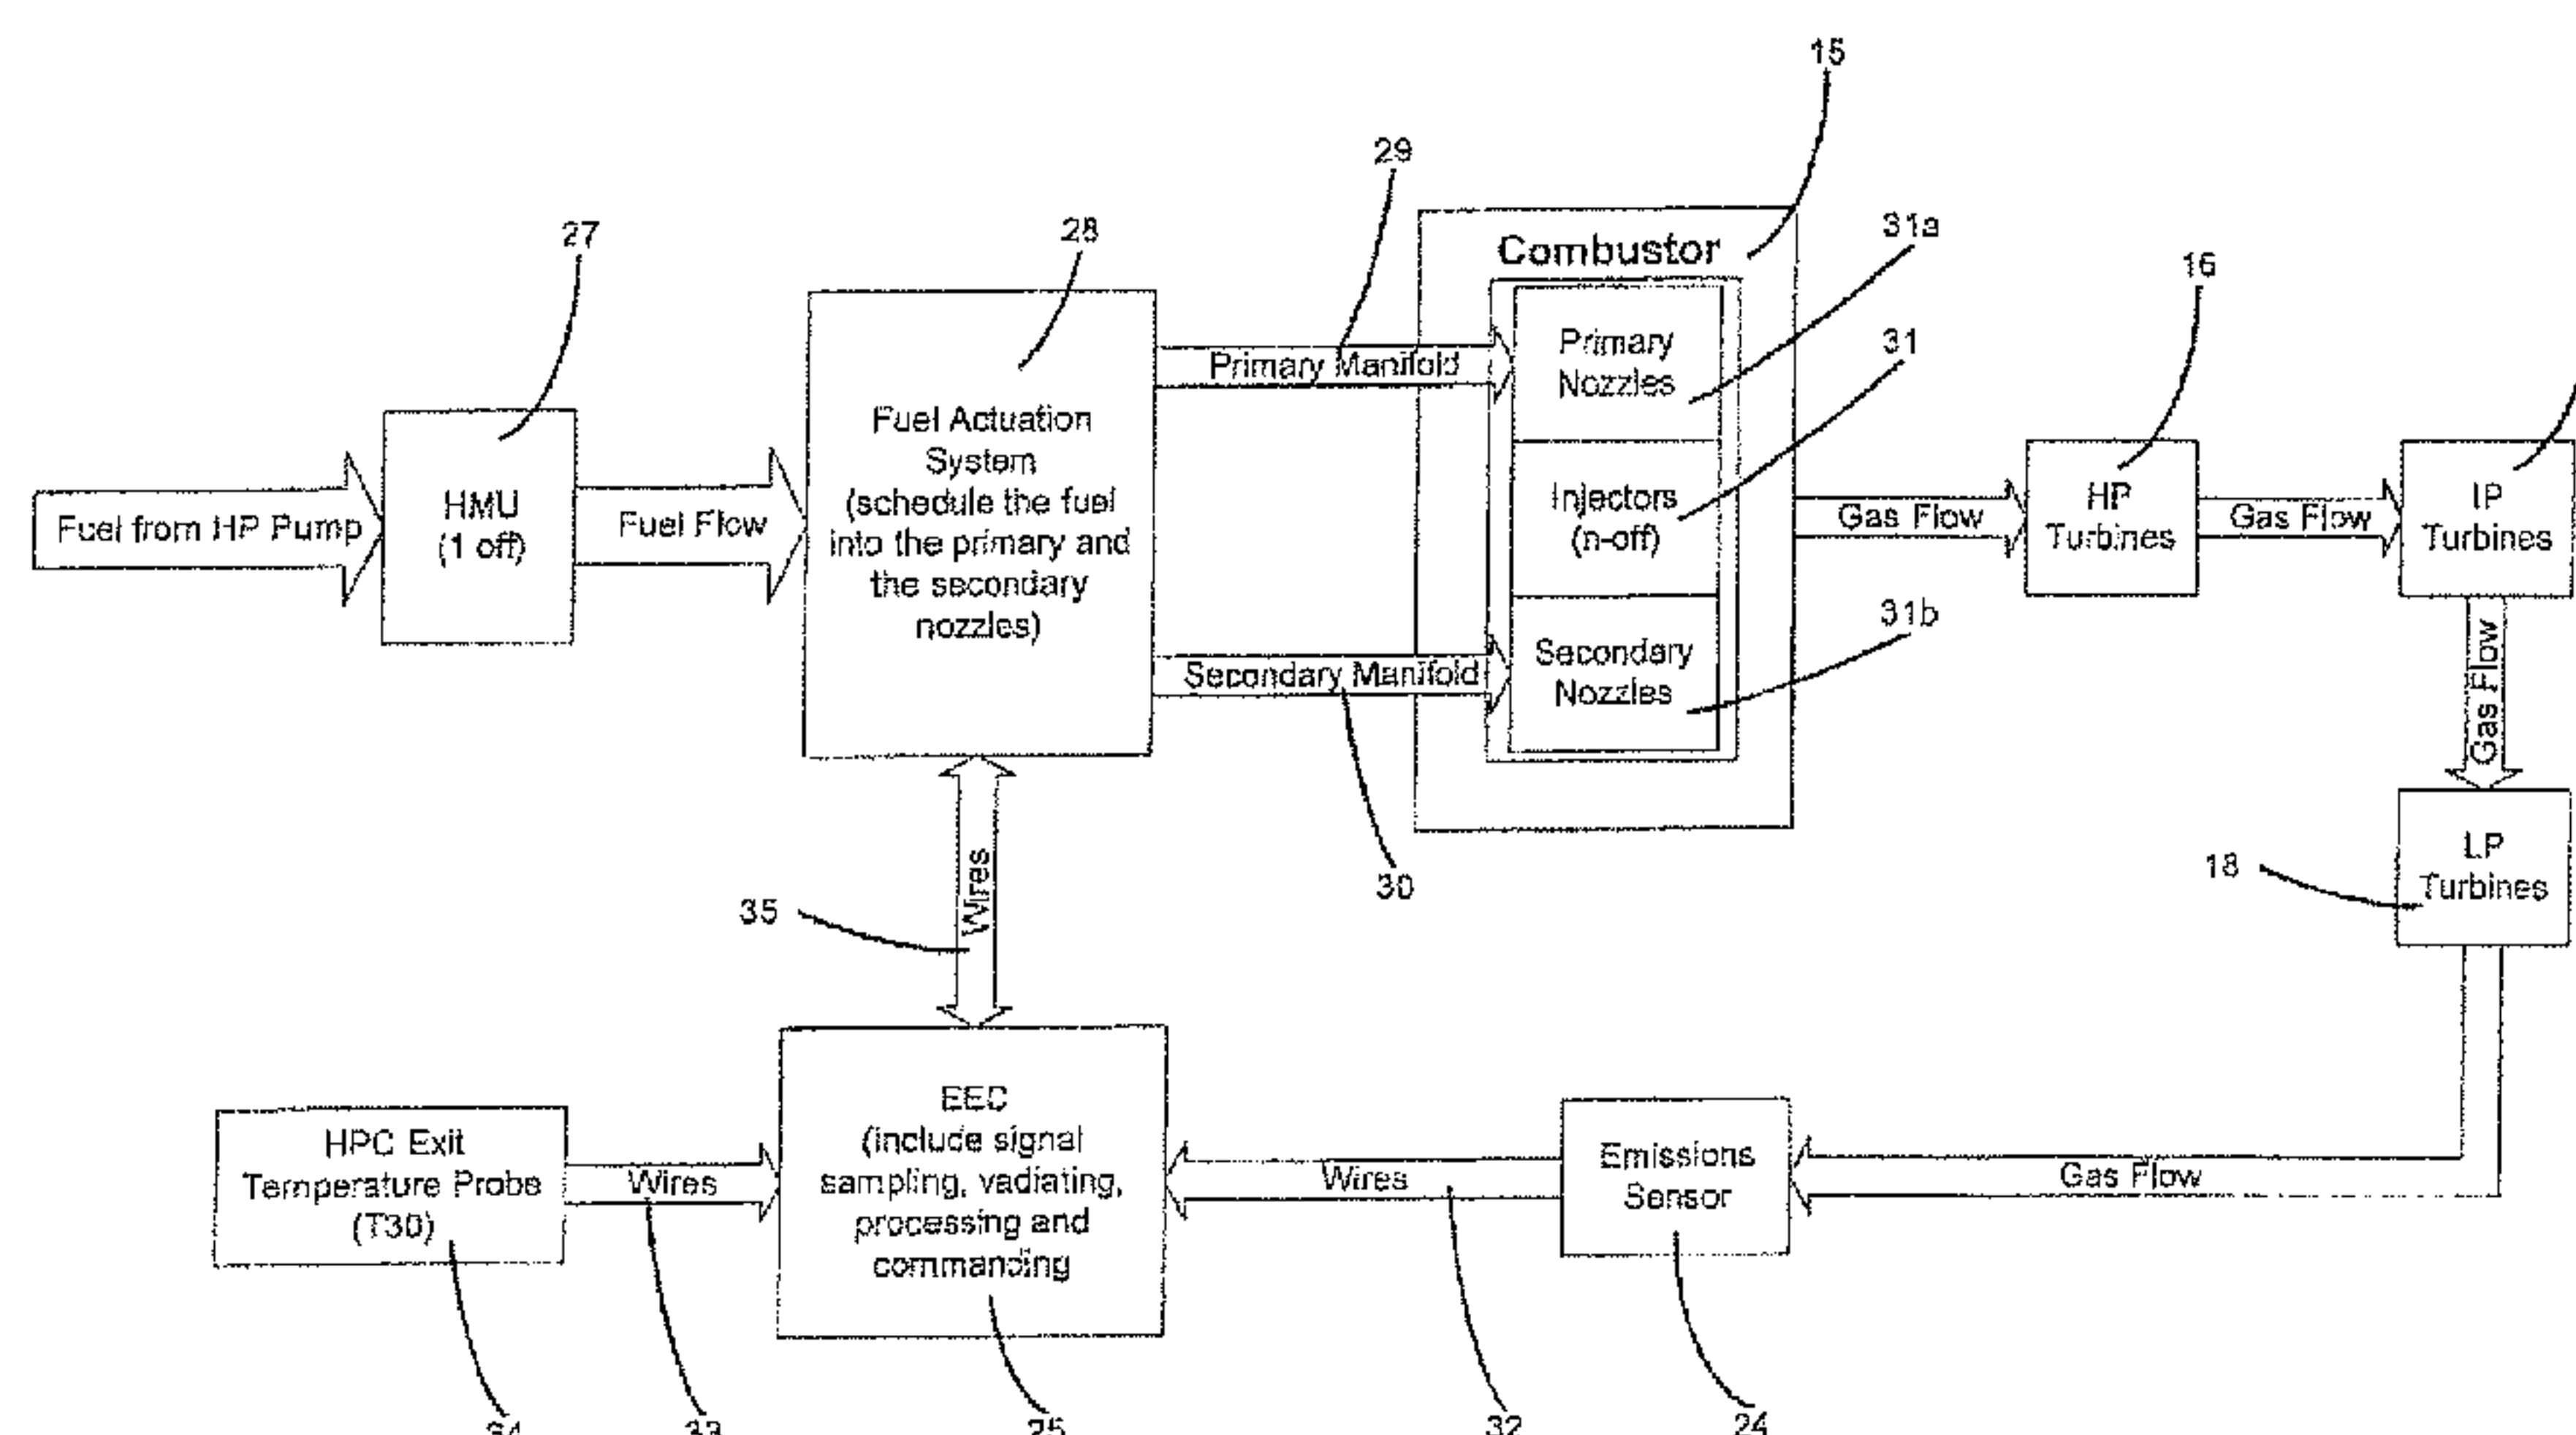 15
29
27
28
31a
16
Combustor
Primary
Nozzles
31
Primary Manifold
Fuel Actuation
System
(schedule the fuel
into the primary and
the secondary
nozzles)
Fuel from HP Pump
HMU
(1 off)
Fuel Flow
Injectors
(n-off)
Gas Flow
HP
Turbines
Gas Flow
IP
Turbines
31b
Secondary Manifold
Secondary
Nozzles
Gas Flow
30
35
Wires
18
LP
Turbines
HPC Exit
Temperature Probe
(T30)
Wires
EEC
(include signal
sampling, vadiating,
processing and
commanding
Wires
Emissions
Sensor
Gas Flow
34
33
25
32
24